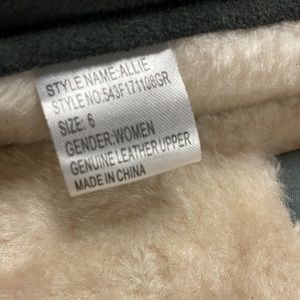 STYLE NAME:ALLIE
STYLE NO:543F171108GR
SIZE: 6
GENDER:WOMEN
GENUINE LEATHER UPPER
MADE IN CHINA